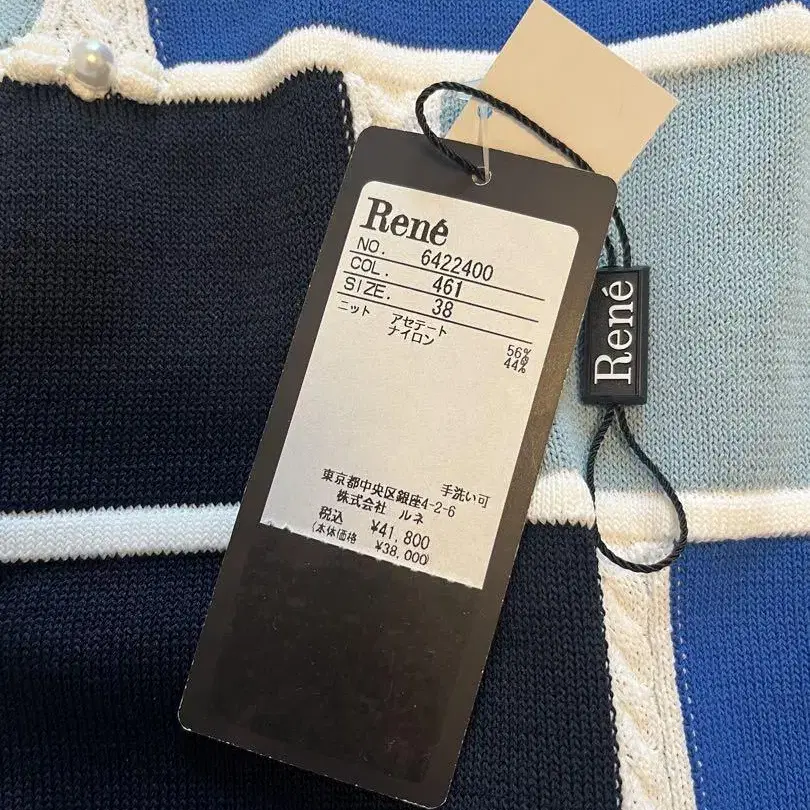 René
NO. 6422400
COL. 461
SIZE. 38
ニット アセテート 56%
ナイロン 44%
手洗い可
東京都中央区銀座4-2-6
株式会社 ルネ
税込 ¥41,800
(本体価格 ¥38,000)
René